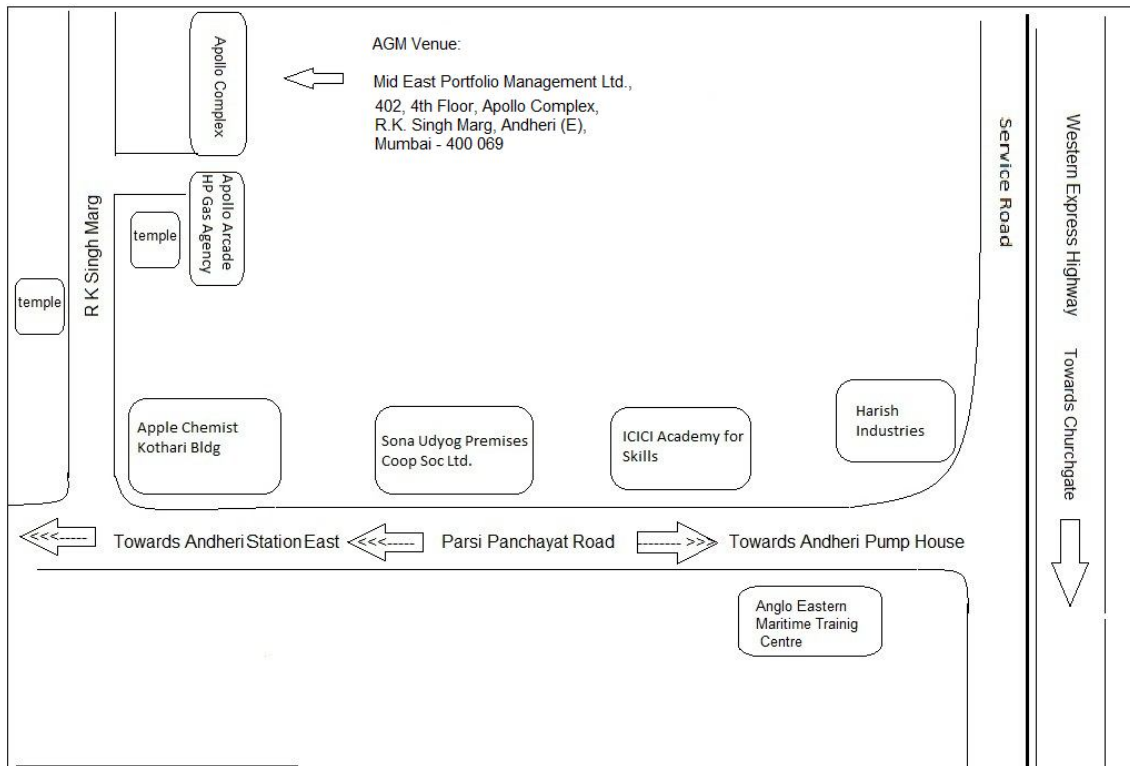 Apollo Complex
AGM Venue:
Mid East Portfolio Management Ltd.,
402, 4th Floor, Apollo Complex,
R.K. Singh Marg, Andheri (E),
Mumbai - 400 069
Service Road
Western Express Highway
Towards Churchgate
R K Singh Marg
temple
Apollo Arcade
HP Gas Agency
temple
Apple Chemist
Kothari Bldg
Sona Udyog Premises
Coop Soc Ltd.
ICICI Academy for
Skills
Harish
Industries
<<<-----
Towards Andheri Station East
<<<-----
Parsi Panchayat Road
------- >>>
Towards Andheri Pump House
Anglo Eastern
Maritime Trainig
Centre